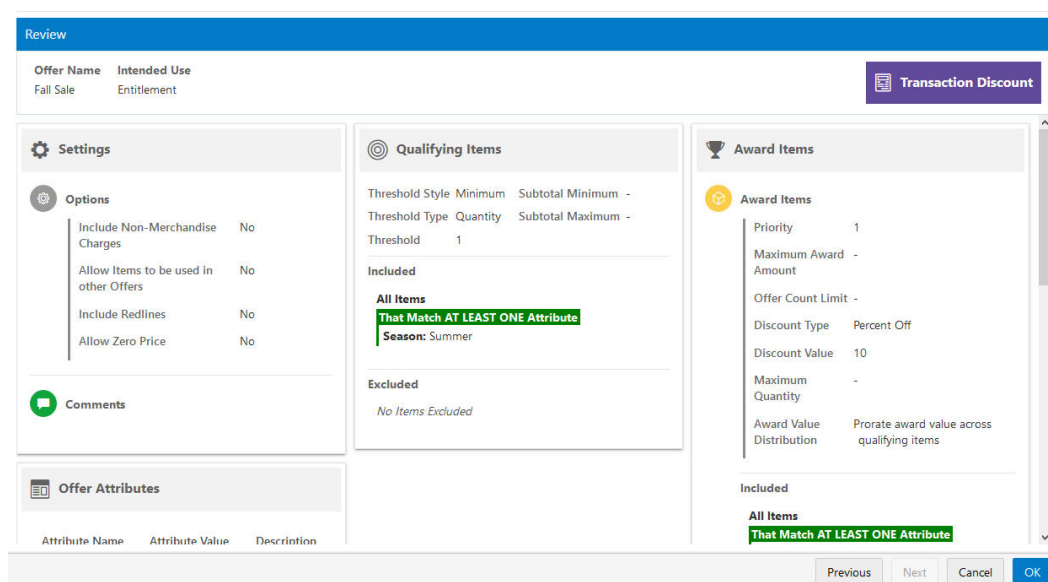 Review
Offer Name Intended Use
Fall Sale Entitlement
Transaction Discount
Settings
Options
Include Non-Merchandise No
Charges
Allow Items to be used in No
other Offers
Include Redlines No
Allow Zero Price No
Comments
Offer Attributes
Attribute Name Attribute Value Description
Qualifying Items
Threshold Style Minimum Subtotal Minimum -
Threshold Type Quantity Subtotal Maximum -
Threshold 1
Included
All Items
That Match AT LEAST ONE Attribute
Season: Summer
Excluded
No Items Excluded
Award Items
Award Items
Priority 1
Maximum Award -
Amount
Offer Count Limit -
Discount Type Percent Off
Discount Value 10
Maximum -
Quantity
Award Value Prorate award value across
Distribution qualifying items
Included
All Items
That Match AT LEAST ONE Attribute
Previous Next Cancel OK